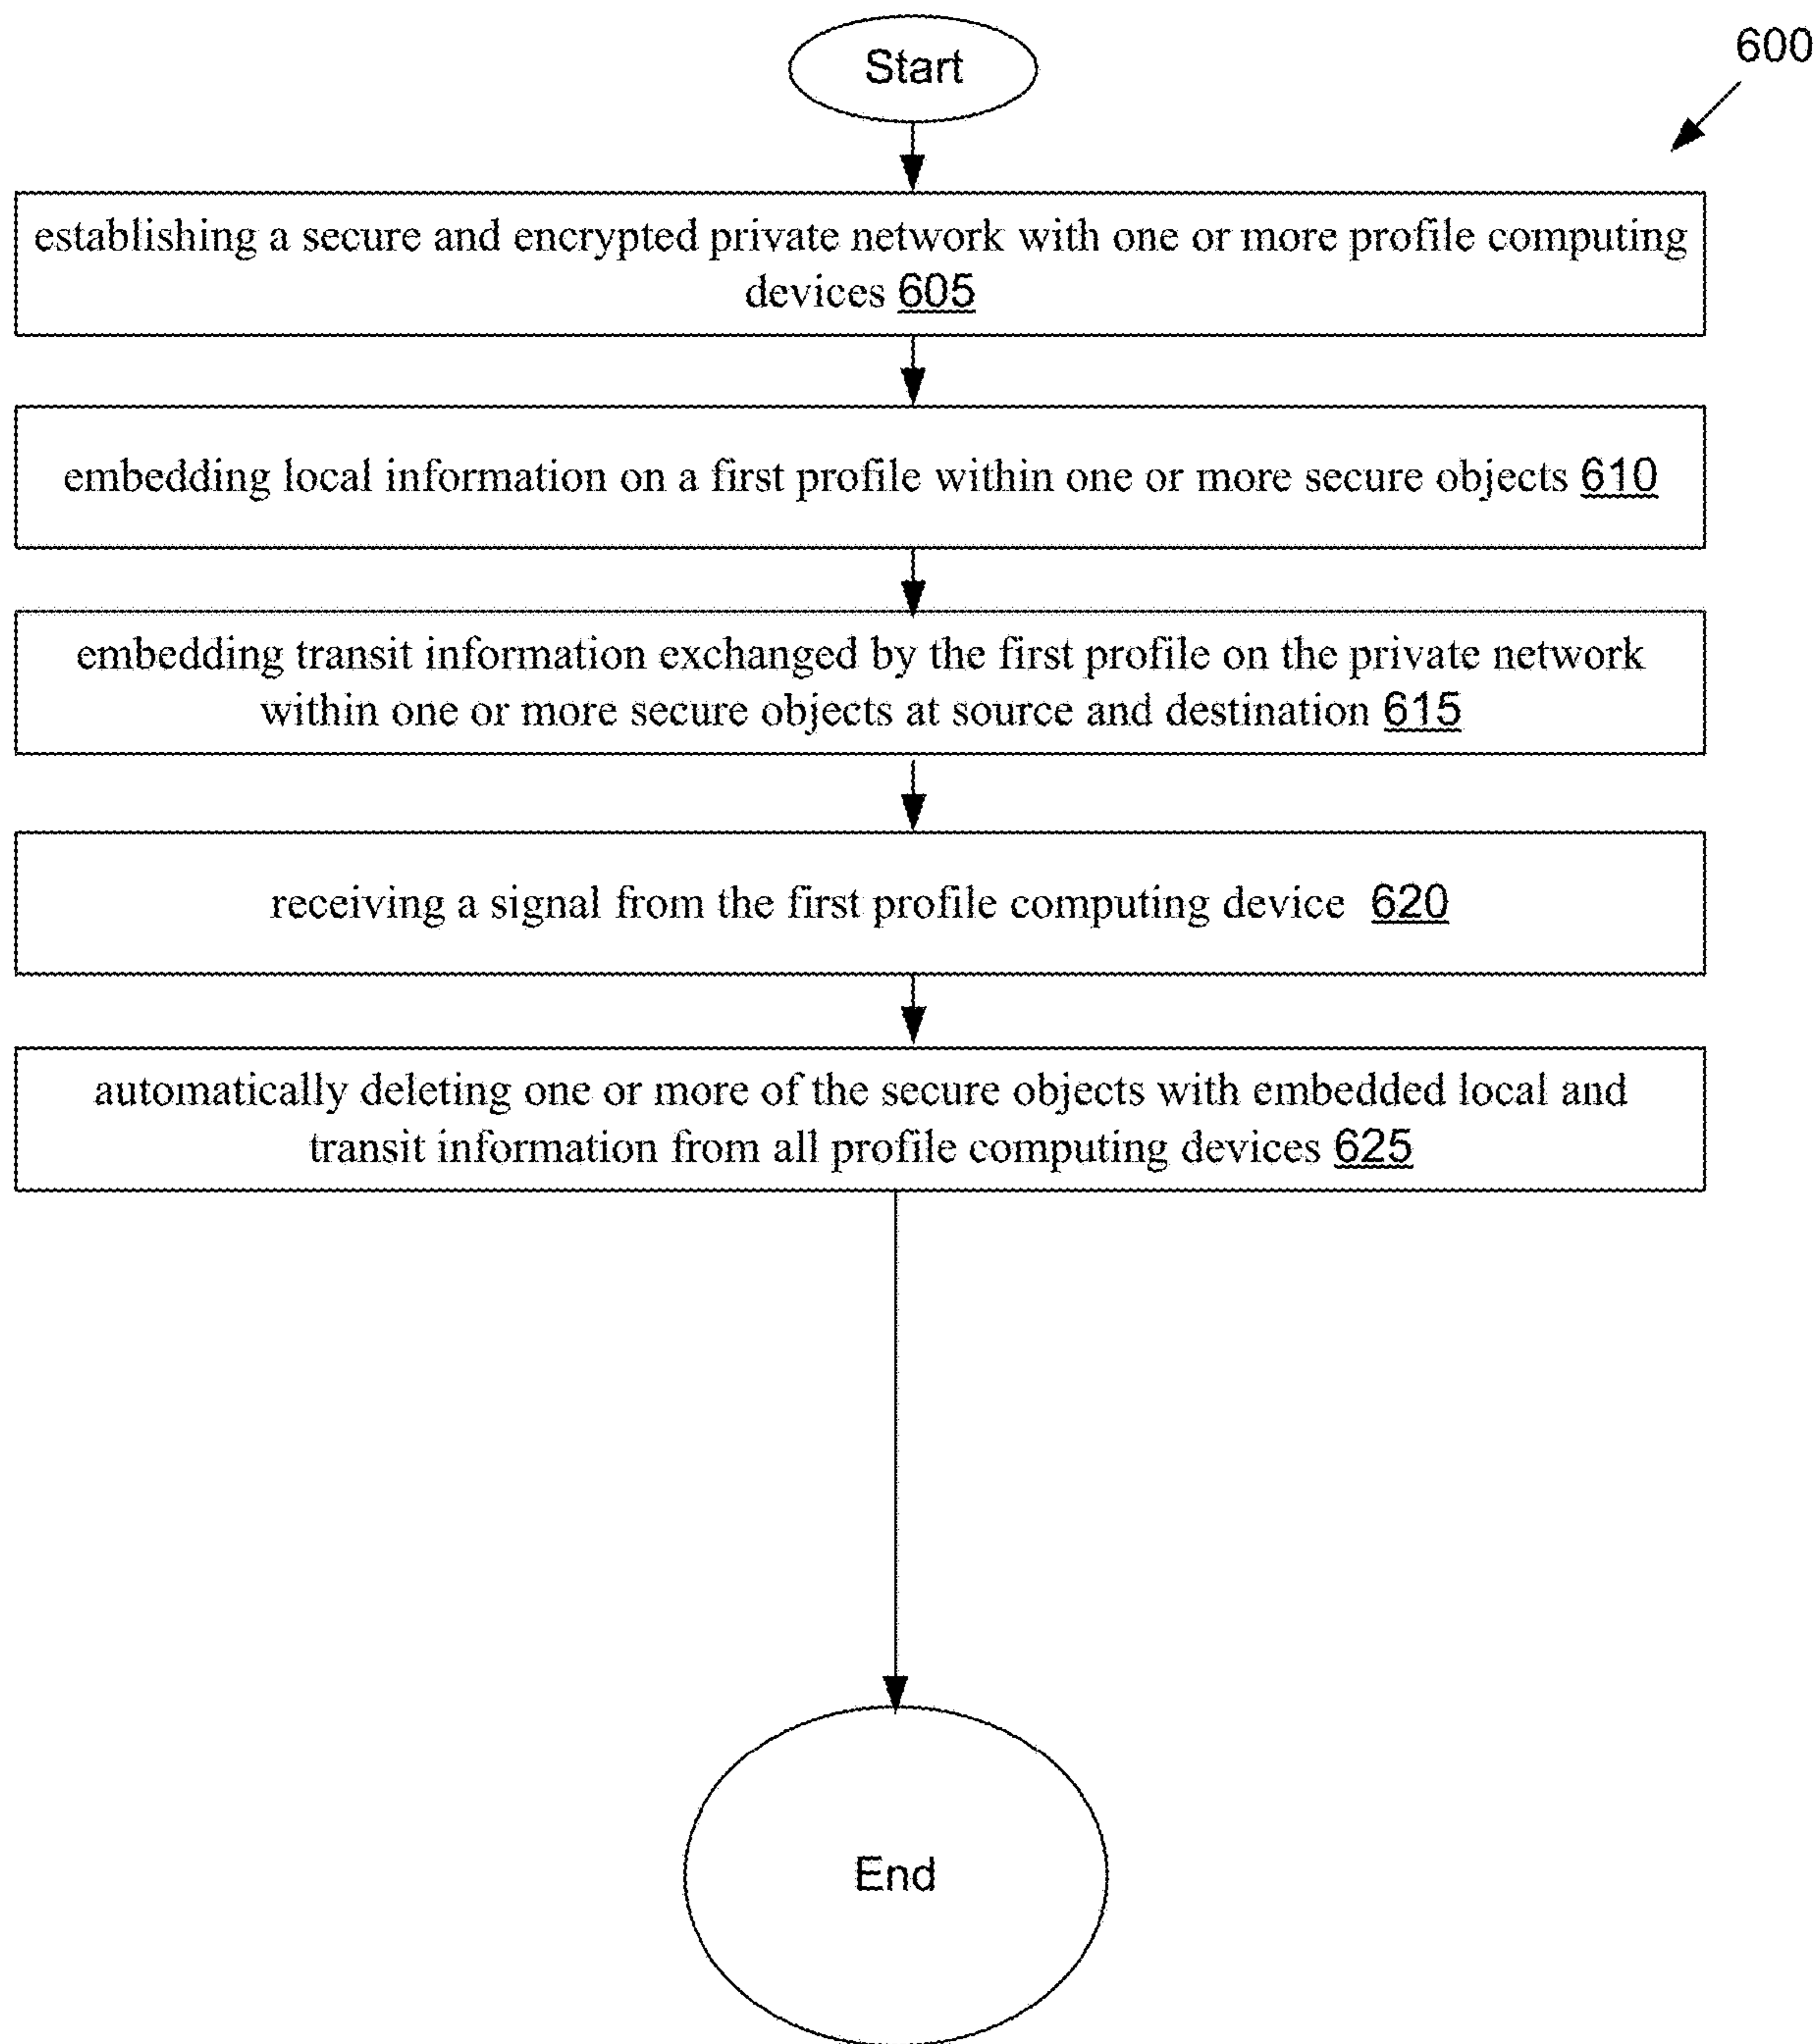 Start
600
establishing a secure and encrypted private network with one or more profile computing
devices 605
embedding local information on a first profile within one or more secure objects 610
embedding transit information exchanged by the first profile on the private network
within one or more secure objects at source and destination 615
receiving a signal from the first profile computing device 620
automatically deleting one or more of the secure objects with embedded local and
transit information from all profile computing devices 625
End